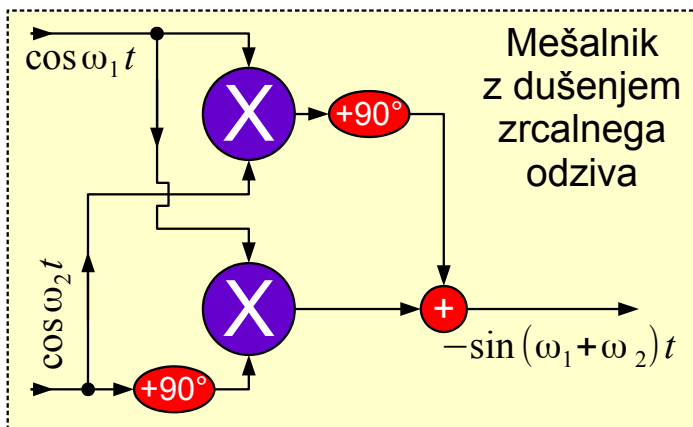 cos ω₁ t
Mešalnik
z dušenjem
zrcalnega
odziva
X
+90°
cos ω₂ t
X
+
−sin (ω₁+ω₂) t
+90°